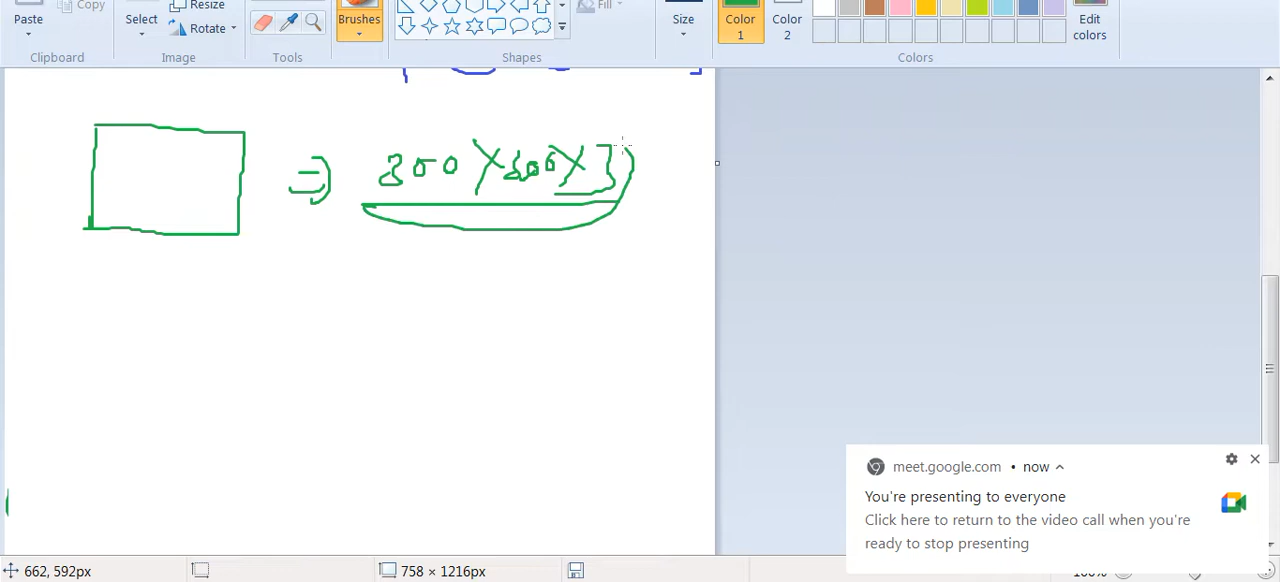 Copy
Paste
Select
Resize
Rotate
Brushes
Fill
Size
Color
1
Color
2
Edit
colors
Clipboard
Image
Tools
Shapes
Colors
=) 300 X 300 X 3
meet.google.com • now
You're presenting to everyone
Click here to return to the video call when you're
ready to stop presenting
662, 592px
758 × 1216px
100%